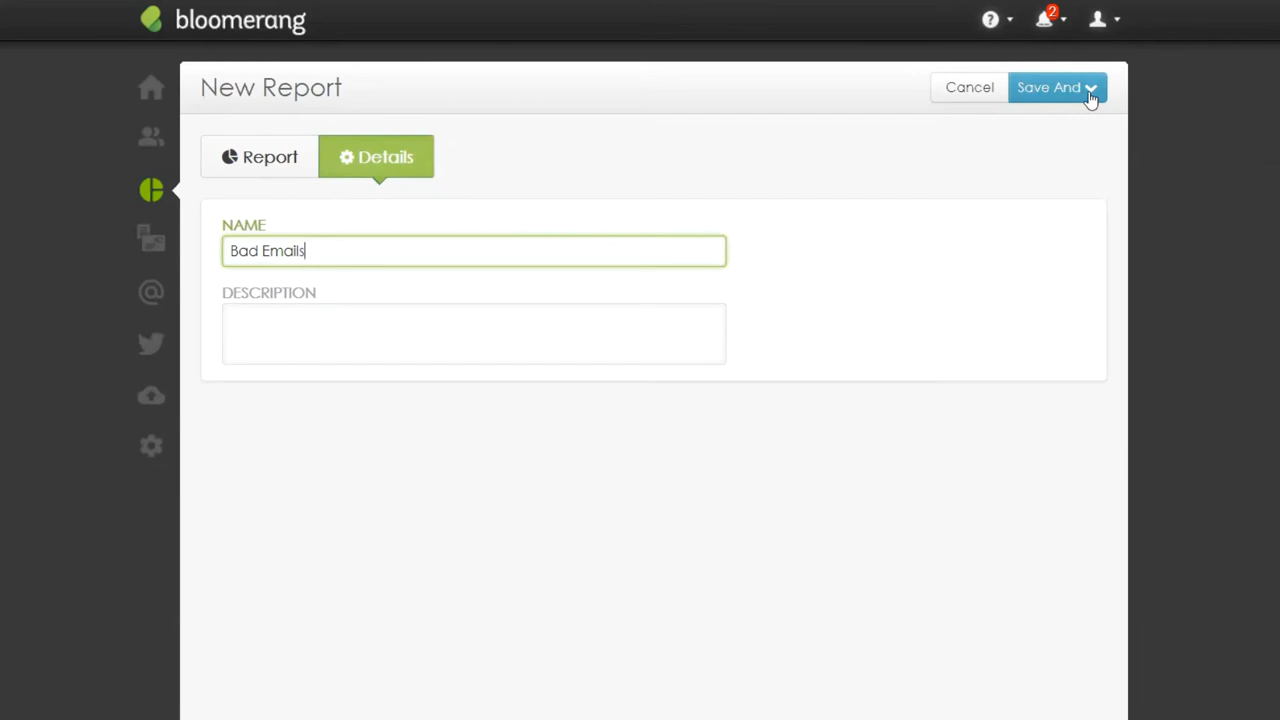 bloomerang
2
New Report
Cancel
Save And
Report
Details
NAME
Bad Emails
DESCRIPTION